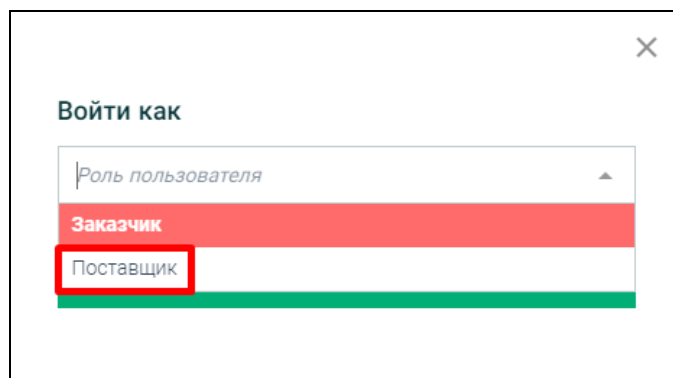 Войти как
Роль пользователя
Заказчик
Поставщик